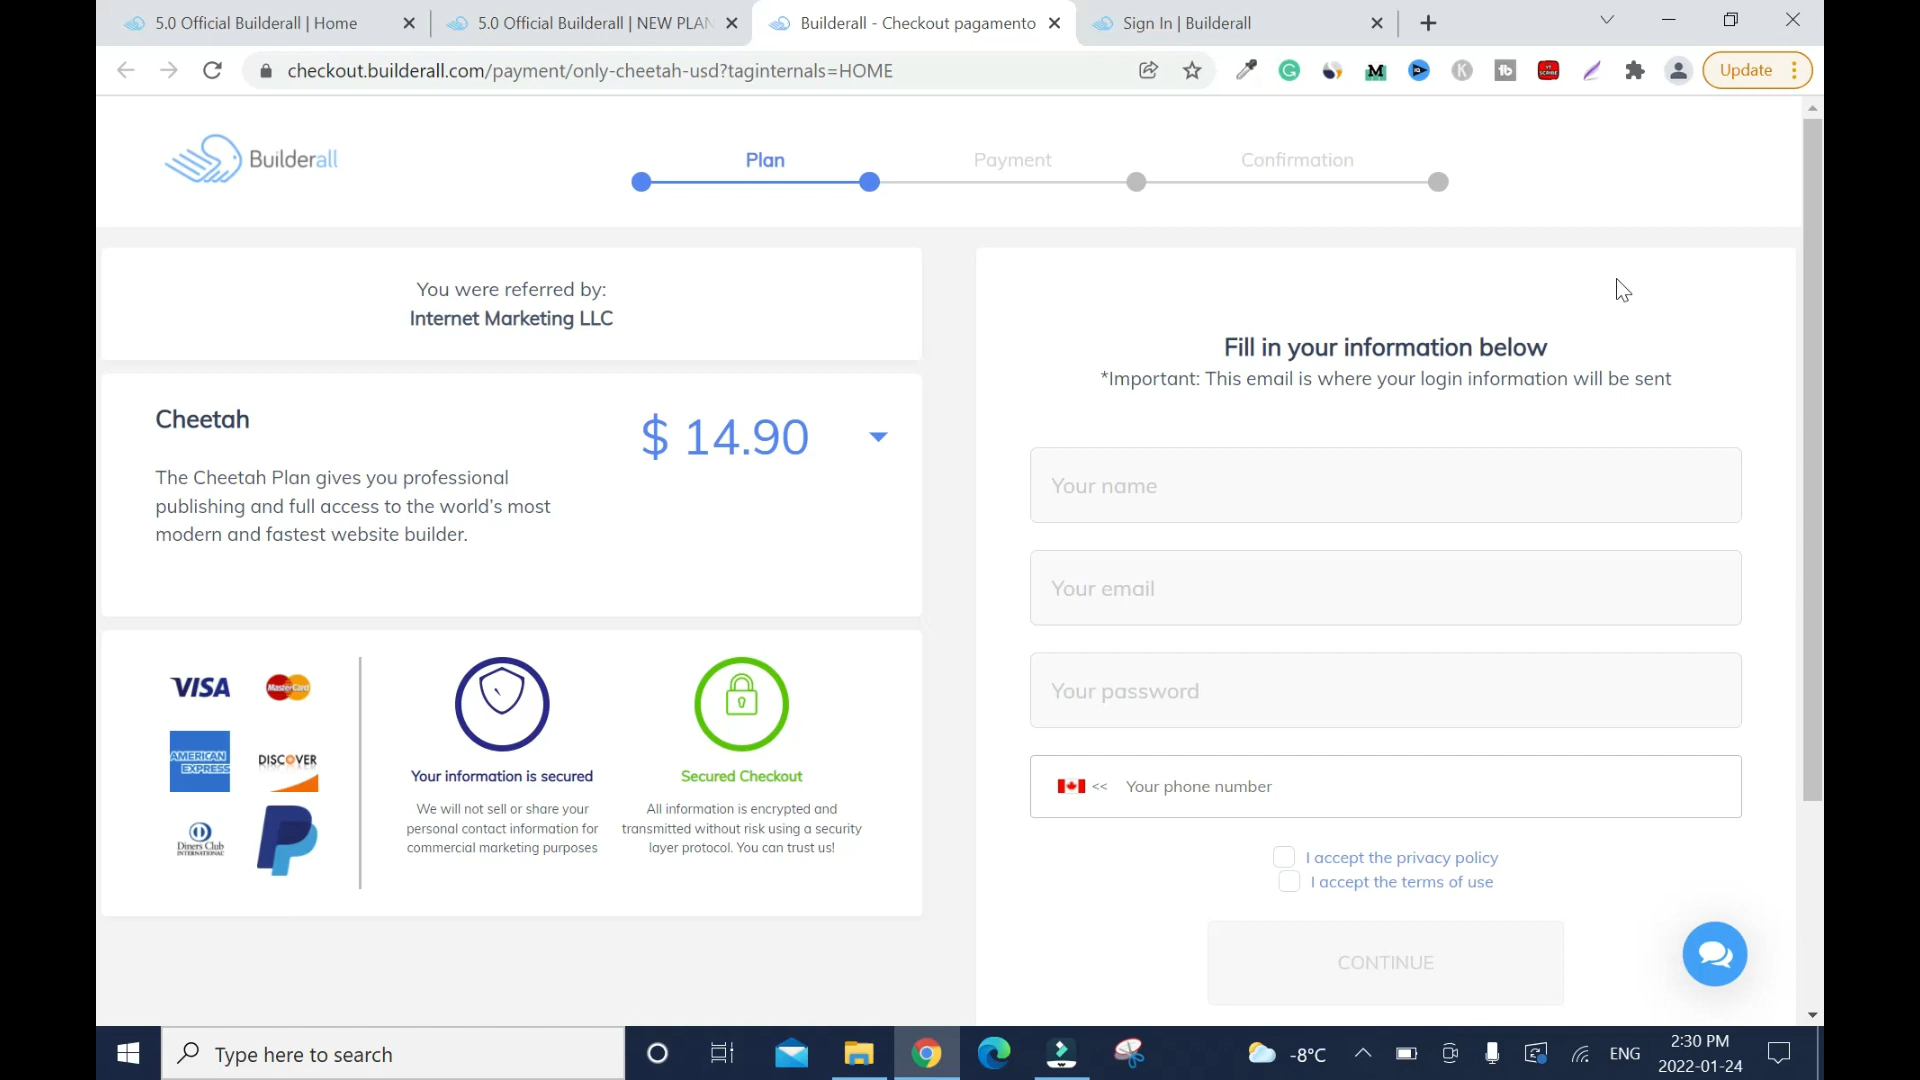 5.0 Official Builderall | Home
5.0 Official Builderall | NEW PLAN
Builderall - Checkout pagamento
Sign In | Builderall
checkout.builderall.com/payment/only-cheetah-usd?taginternals=HOME
Update
Builderall
Plan
Payment
Confirmation
You were referred by:
Internet Marketing LLC
Cheetah
$ 14.90
The Cheetah Plan gives you professional
publishing and full access to the world's most
modern and fastest website builder.
VISA
MasterCard
AMERICAN
EXPRESS
DISCOVER
Diners Club
INTERNATIONAL
Your information is secured
We will not sell or share your
personal contact information for
commercial marketing purposes
Secured Checkout
All information is encrypted and
transmitted without risk using a security
layer protocol. You can trust us!
Fill in your information below
*Important: This email is where your login information will be sent
Your name
Your email
Your password
<< Your phone number
I accept the privacy policy
I accept the terms of use
CONTINUE
Type here to search
-8°C
ENG
2:30 PM
2022-01-24